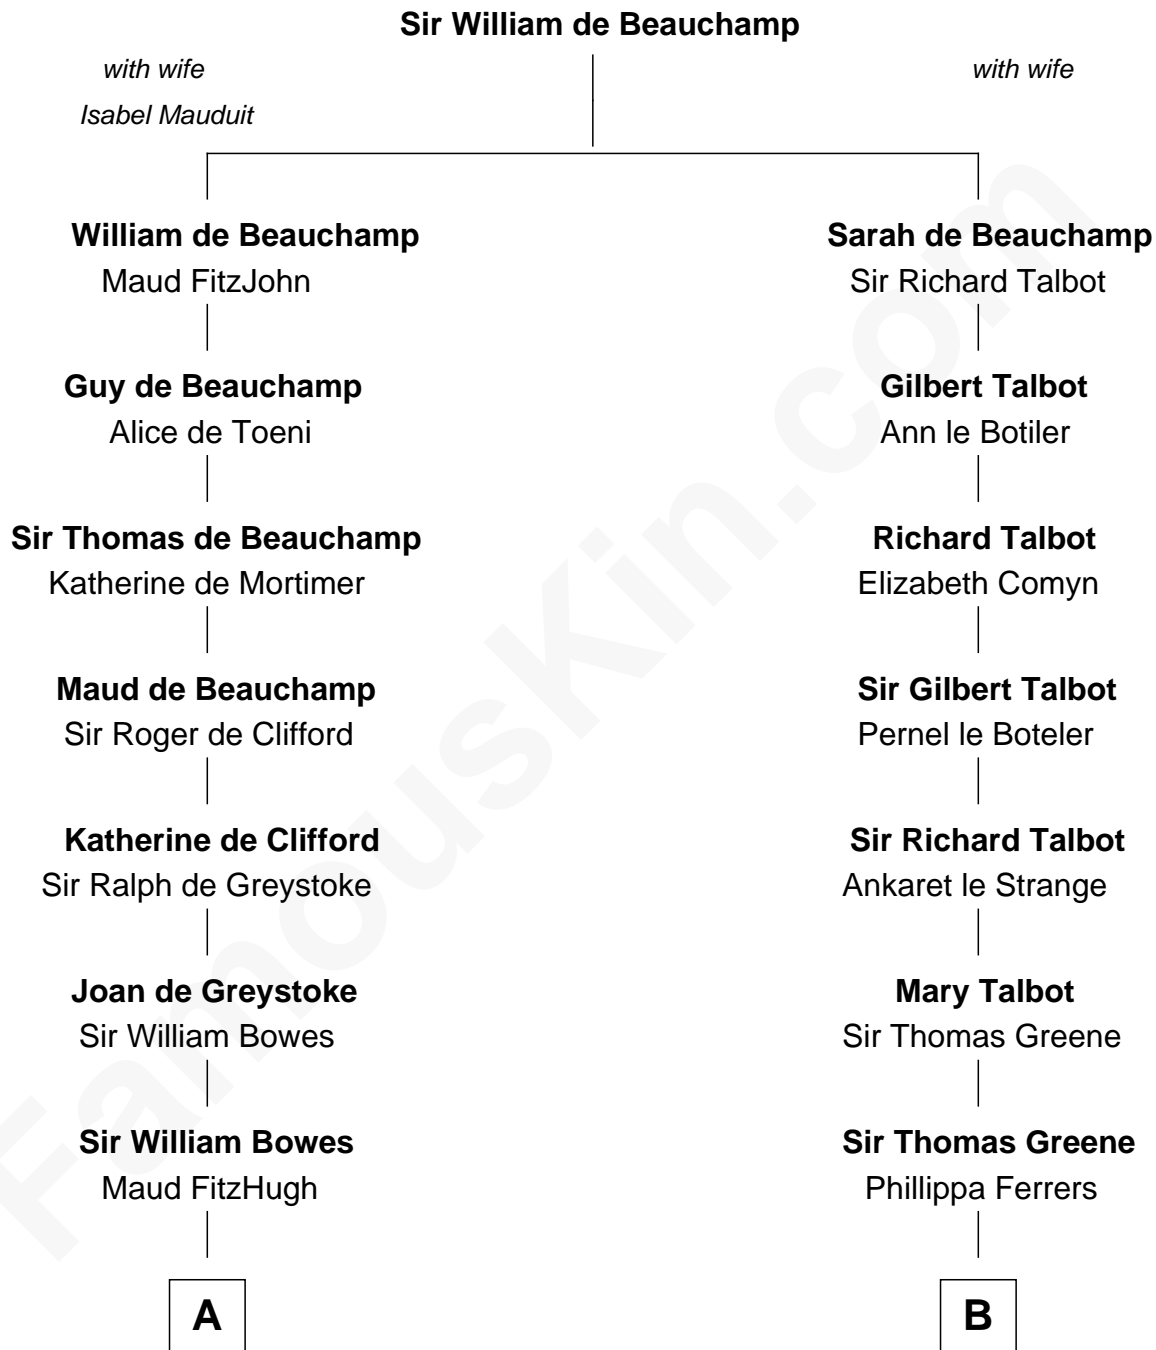 Sir William de Beauchamp
with wife
Isabel Mauduit
with wife
William de Beauchamp
Maud FitzJohn
Sarah de Beauchamp
Sir Richard Talbot
Guy de Beauchamp
Alice de Toeni
Gilbert Talbot
Ann le Botiler
Sir Thomas de Beauchamp
Katherine de Mortimer
Richard Talbot
Elizabeth Comyn
Maud de Beauchamp
Sir Roger de Clifford
Sir Gilbert Talbot
Pernel le Boteler
Katherine de Clifford
Sir Ralph de Greystoke
Sir Richard Talbot
Ankaret le Strange
Joan de Greystoke
Sir William Bowes
Mary Talbot
Sir Thomas Greene
Sir William Bowes
Maud FitzHugh
Sir Thomas Greene
Phillippa Ferrers
A
B
FamousKin.com